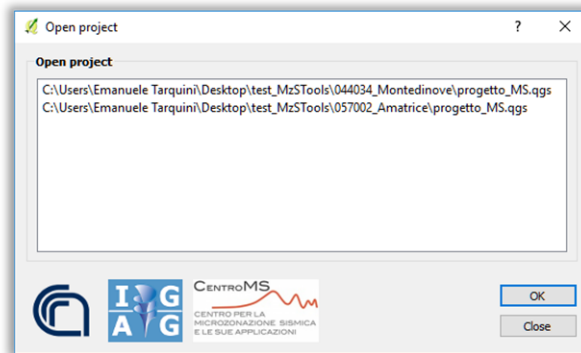 Open project
?
Open project
C:\Users\Emanuele Tarquini\Desktop\test_MzSTools\044034_Montedinove\progetto_MS.qgs
C:\Users\Emanuele Tarquini\Desktop\test_MzSTools\057002_Amatrice\progetto_MS.qgs
I G
A G
CENTROMS
CENTRO PER LA
MICROZONAZIONE SISMICA
E LE SUE APPLICAZIONI
OK
Close